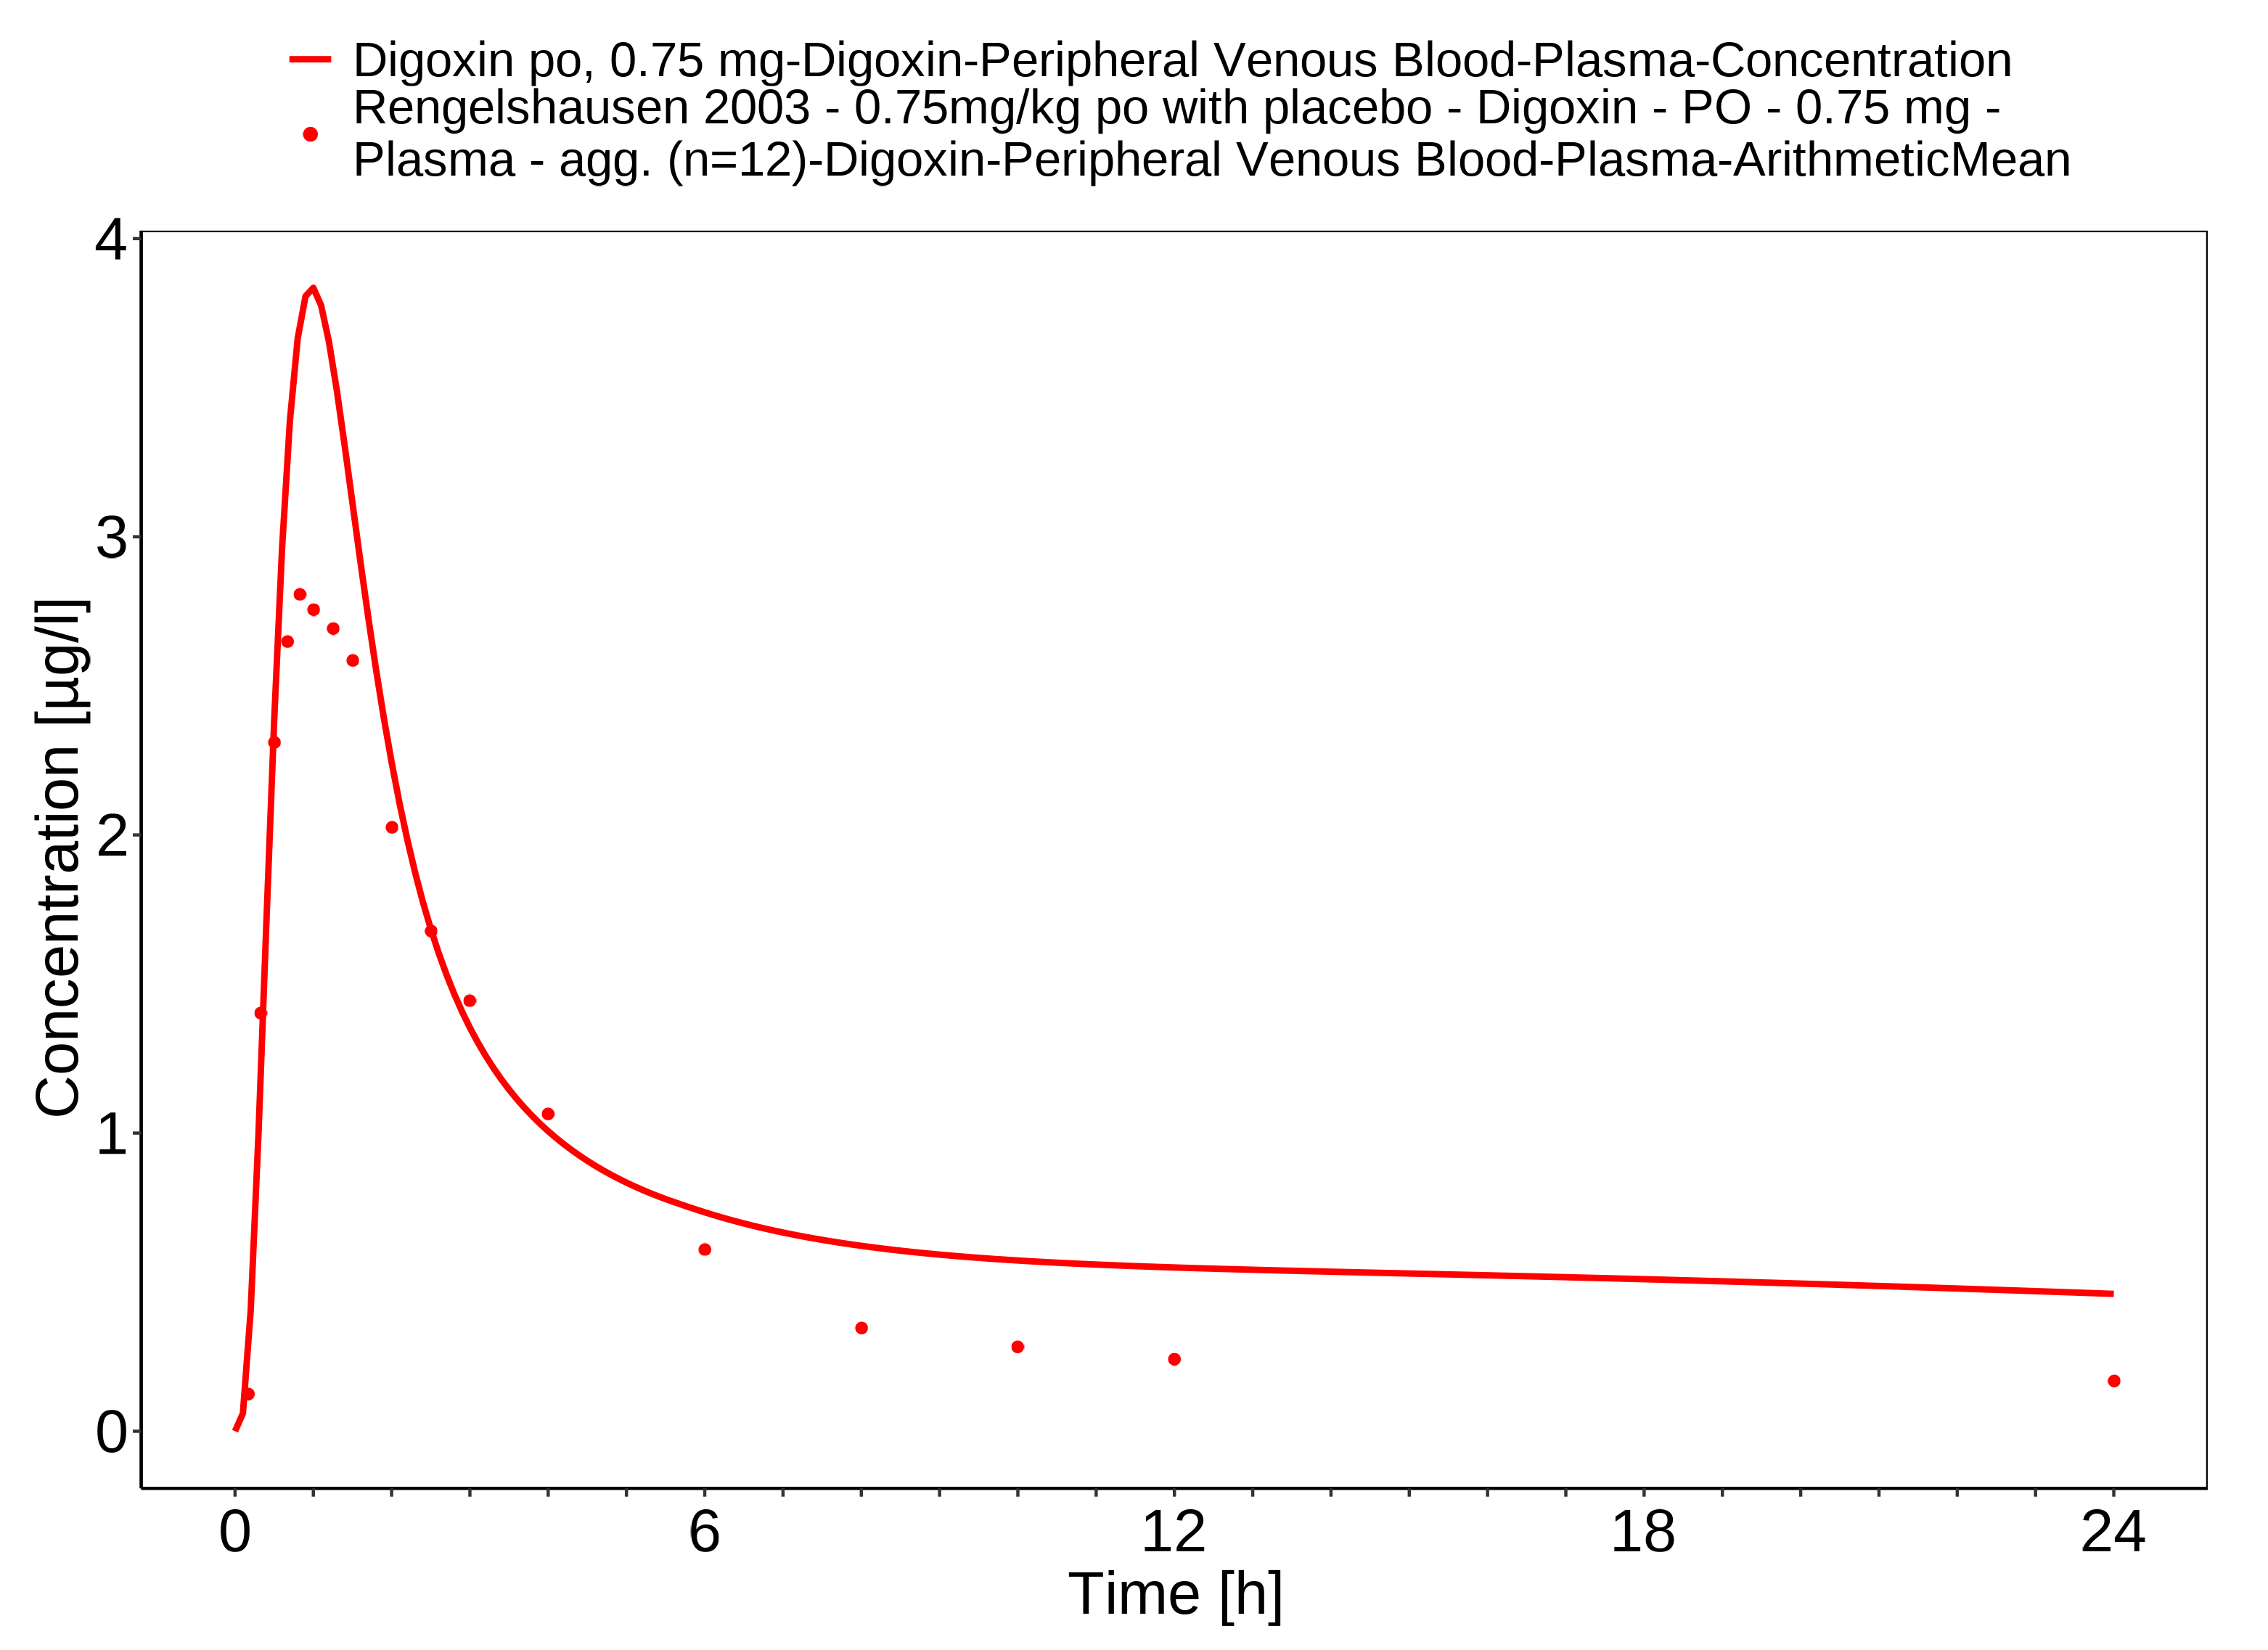 Digoxin po, 0.75 mg-Digoxin-Peripheral Venous Blood-Plasma-Concentration
Rengelshausen 2003 - 0.75mg/kg po with placebo - Digoxin - PO - 0.75 mg -
Plasma - agg. (n=12)-Digoxin-Peripheral Venous Blood-Plasma-ArithmeticMean
4
3
2
1
0
Concentration [µg/l]
0 6 12 18 24
Time [h]